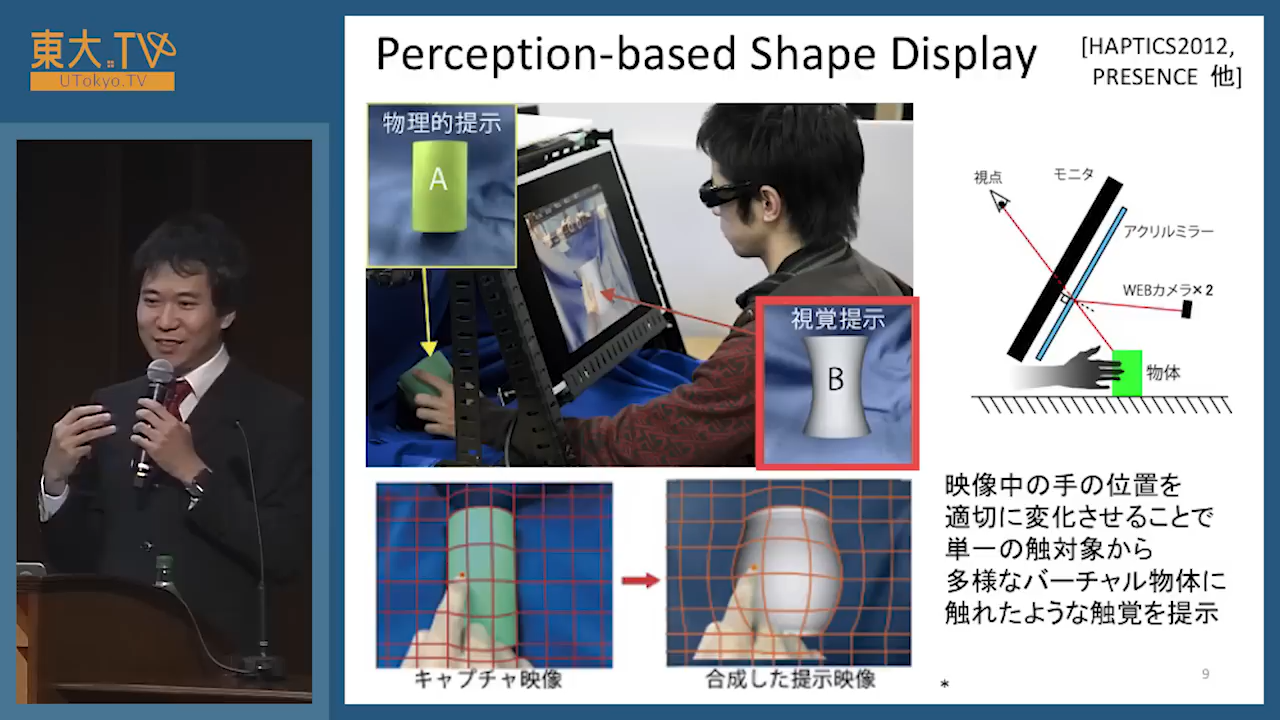 東大.TV
UTokyo.TV
Perception-based Shape Display
[HAPTICS2012,
PRESENCE 他]
物理的提示
A
視覚提示
B
視点
モニタ
アクリルミラー
WEBカメラ×2
物体
映像中の手の位置を
適切に変化させることで
単一の触対象から
多様なバーチャル物体に
触れたような触覚を提示
キャプチャ映像
合成した提示映像
*
9